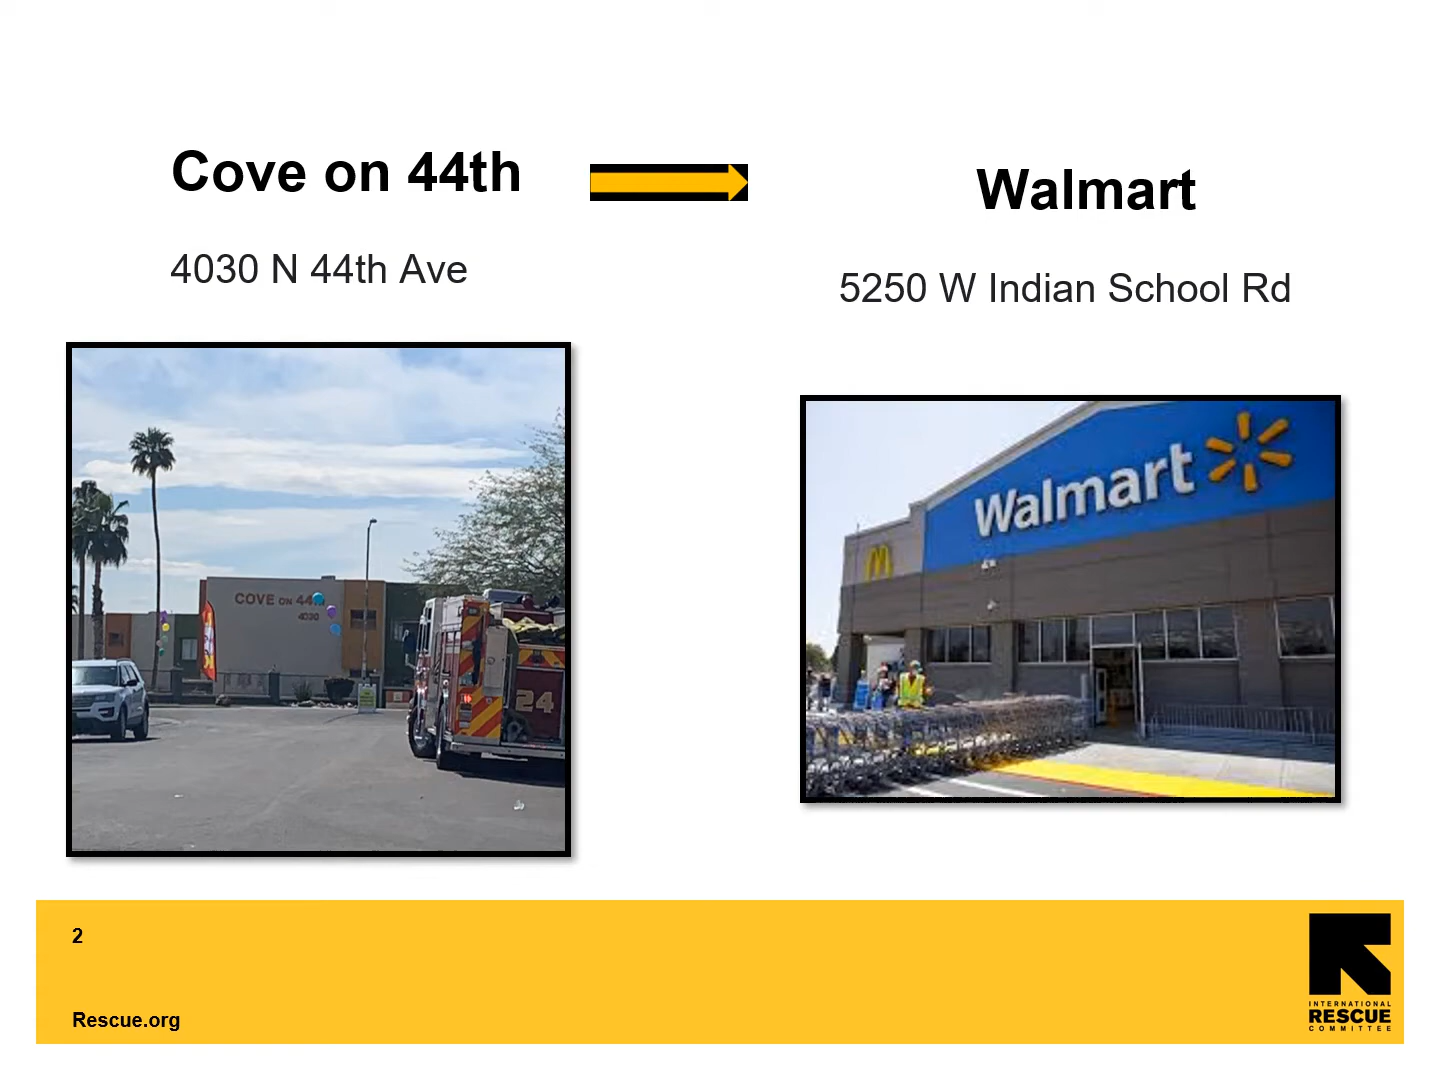 Cove on 44th
4030 N 44th Ave
Walmart
5250 W Indian School Rd
COVE ON 44
4030
24
Walmart
2
Rescue.org
INTERNATIONAL
RESCUE
COMMITTEE